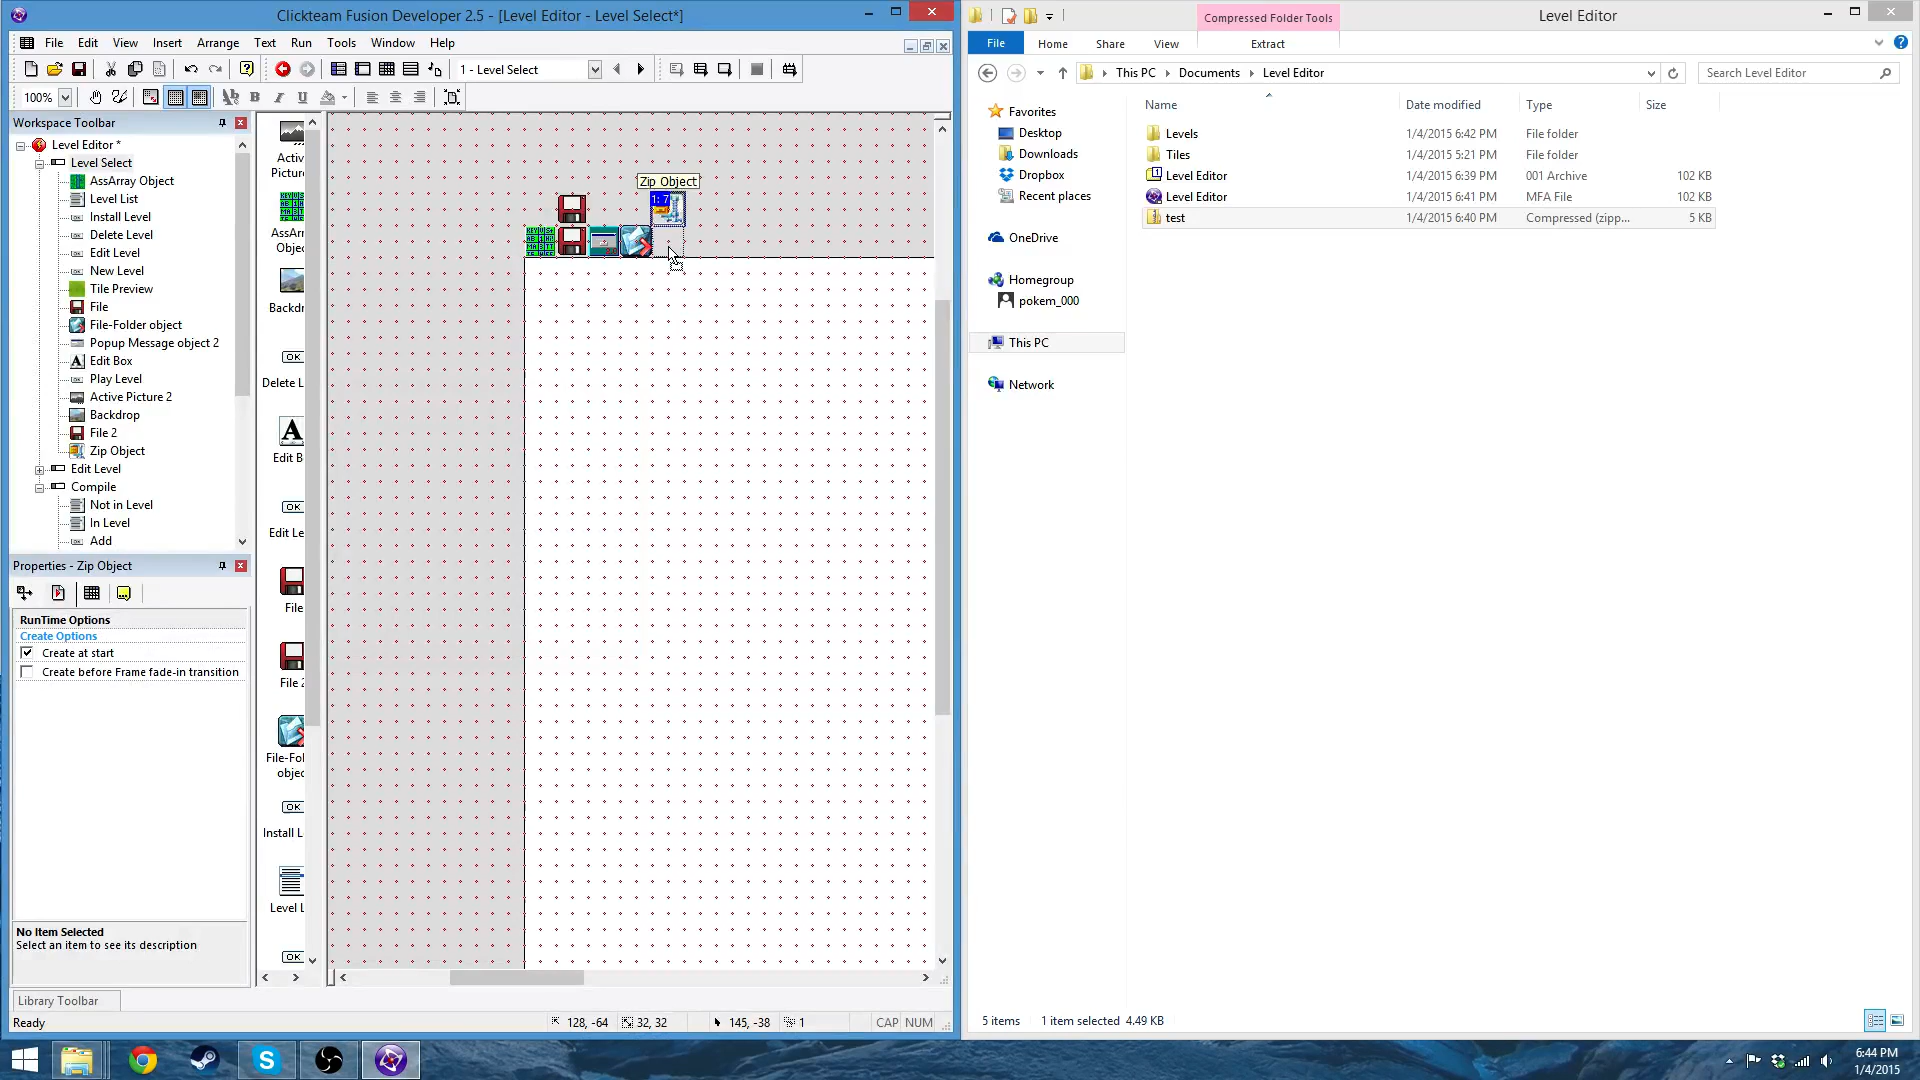 Clickteam Fusion Developer 2.5 - [Level Editor - Level Select*]
File Edit View Insert Arrange Text Run Tools Window Help
1 - Level Select
100%
Workspace Toolbar
Level Editor *
Level Select
AssArray Object
Level List
Install Level
Delete Level
Edit Level
New Level
Tile Preview
File
File-Folder object
Popup Message object 2
Edit Box
Play Level
Active Picture 2
Backdrop
File 2
Zip Object
Edit Level
Compile
Not in Level
In Level
Add
Properties - Zip Object
RunTime Options
Create Options
Create at start
Create before Frame fade-in transition
No Item Selected
Select an item to see its description
Library Toolbar
Ready
Activ
Picture
AssArr
Objec
Backdr
OK
Delete L
Edit B
OK
Edit Le
File
File 2
File-Fol
objec
OK
Install L
Level L
OK
Zip Object
1: 7
128, -64 32, 32 145, -38 1 CAP NUM
Compressed Folder Tools
Level Editor
File Home Share View Extract
This PC Documents Level Editor
Search Level Editor
Name Date modified Type Size
Levels 1/4/2015 6:42 PM File folder
Tiles 1/4/2015 5:21 PM File folder
Level Editor 1/4/2015 6:39 PM 001 Archive 102 KB
Level Editor 1/4/2015 6:41 PM MFA File 102 KB
test 1/4/2015 6:40 PM Compressed (zipp... 5 KB
Favorites
Desktop
Downloads
Dropbox
Recent places
OneDrive
Homegroup
pokem_000
This PC
Network
5 items 1 item selected 4.49 KB
6:44 PM
1/4/2015